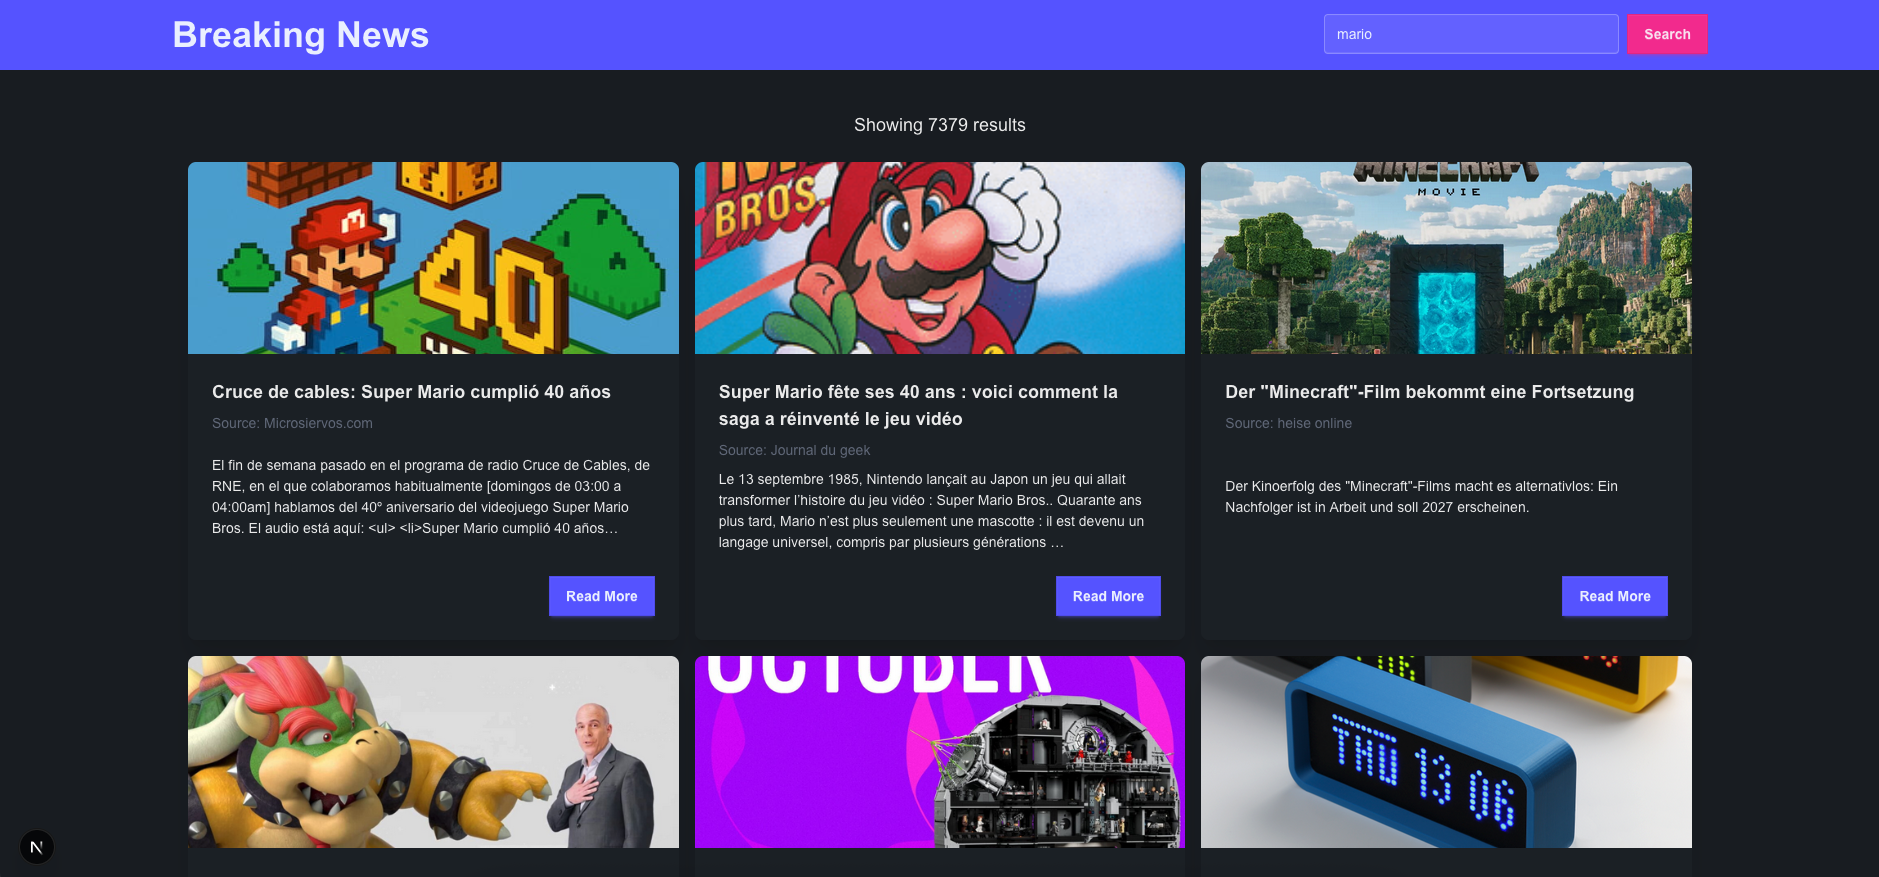 Breaking News
mario
Search
Showing 7379 results
40
BROS.
MINECRAFT
MOVIE
Cruce de cables: Super Mario cumplió 40 años
Source: Microsiervos.com
El fin de semana pasado en el programa de radio Cruce de Cables, de
RNE, en el que colaboramos habitualmente [domingos de 03:00 a
04:00am] hablamos del 40º aniversario del videojuego Super Mario
Bros. El audio está aquí: <ul> <li>Super Mario cumplió 40 años…
Read More
Super Mario fête ses 40 ans : voici comment la
saga a réinventé le jeu vidéo
Source: Journal du geek
Le 13 septembre 1985, Nintendo lançait au Japon un jeu qui allait
transformer l’histoire du jeu vidéo : Super Mario Bros.. Quarante ans
plus tard, Mario n’est plus seulement une mascotte : il est devenu un
langage universel, compris par plusieurs générations …
Read More
Der "Minecraft"-Film bekommt eine Fortsetzung
Source: heise online
Der Kinoerfolg des "Minecraft"-Films macht es alternativlos: Ein
Nachfolger ist in Arbeit und soll 2027 erscheinen.
Read More
OCTOBER
THU 13 06
N